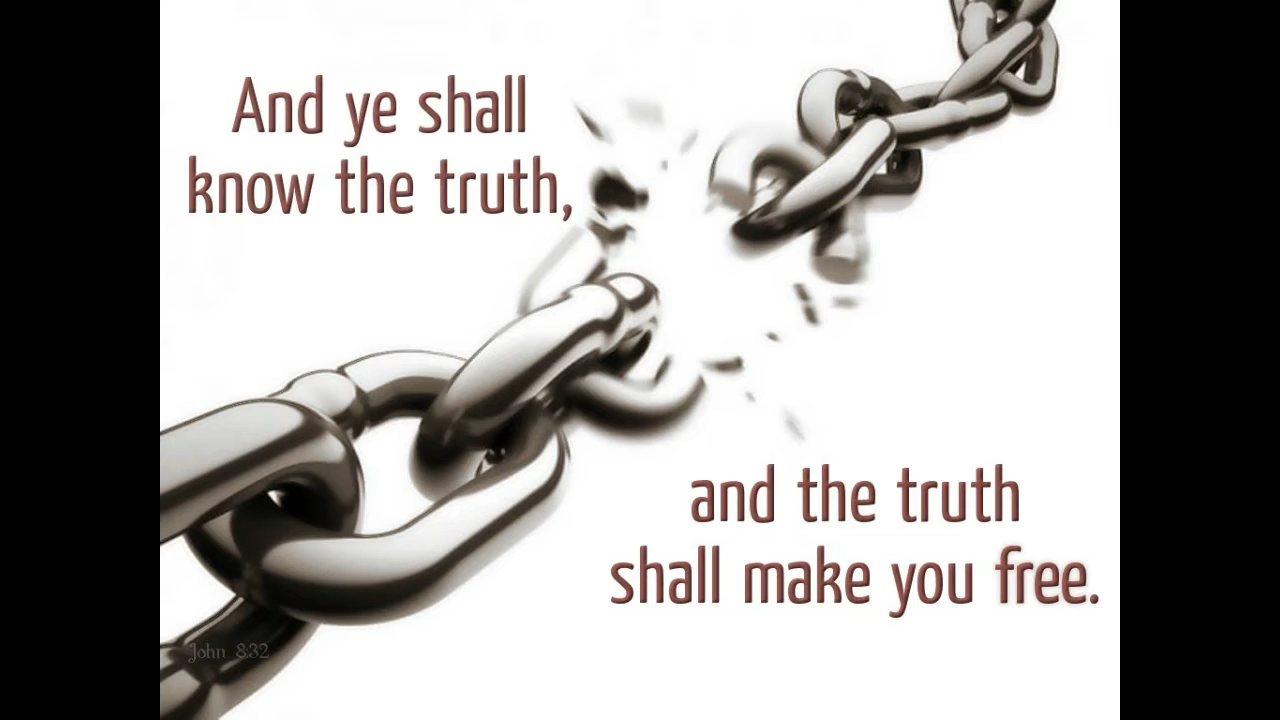 And ye shall
know the truth,
and the truth
shall make you free.
John 8:32